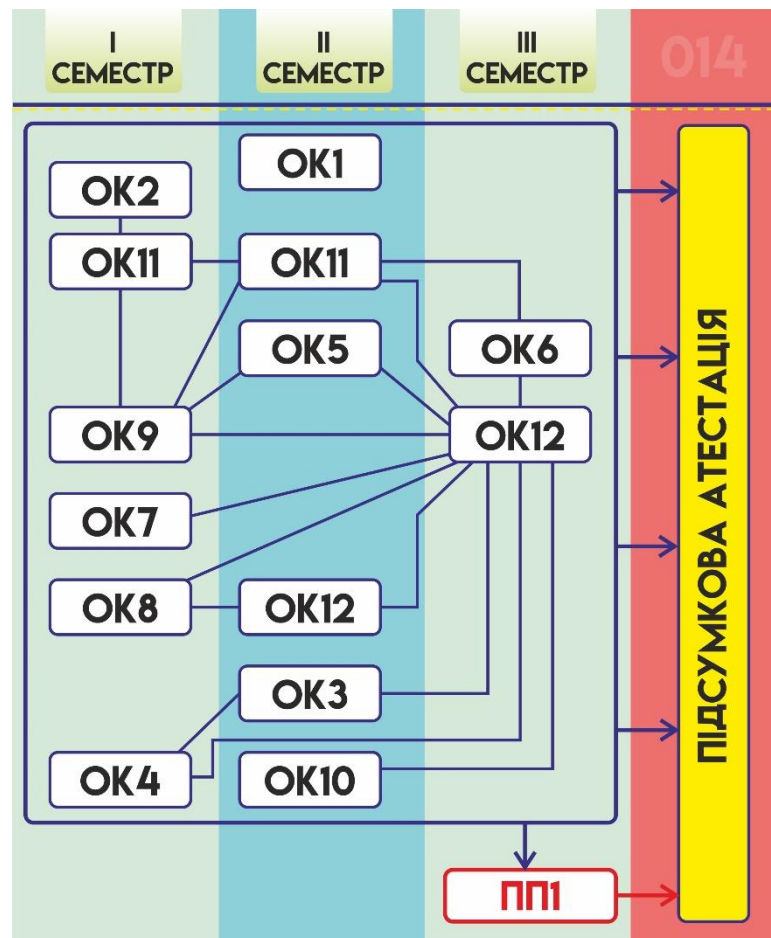 I
СЕМЕСТР
II
СЕМЕСТР
III
СЕМЕСТР
014
ОК1
ОК2
ОК11
ОК11
ОК5
ОК6
ОК9
ОК12
ОК7
ОК8
ОК12
ОК3
ОК4
ОК10
ПП1
ПІДСУМКОВА АТЕСТАЦІЯ